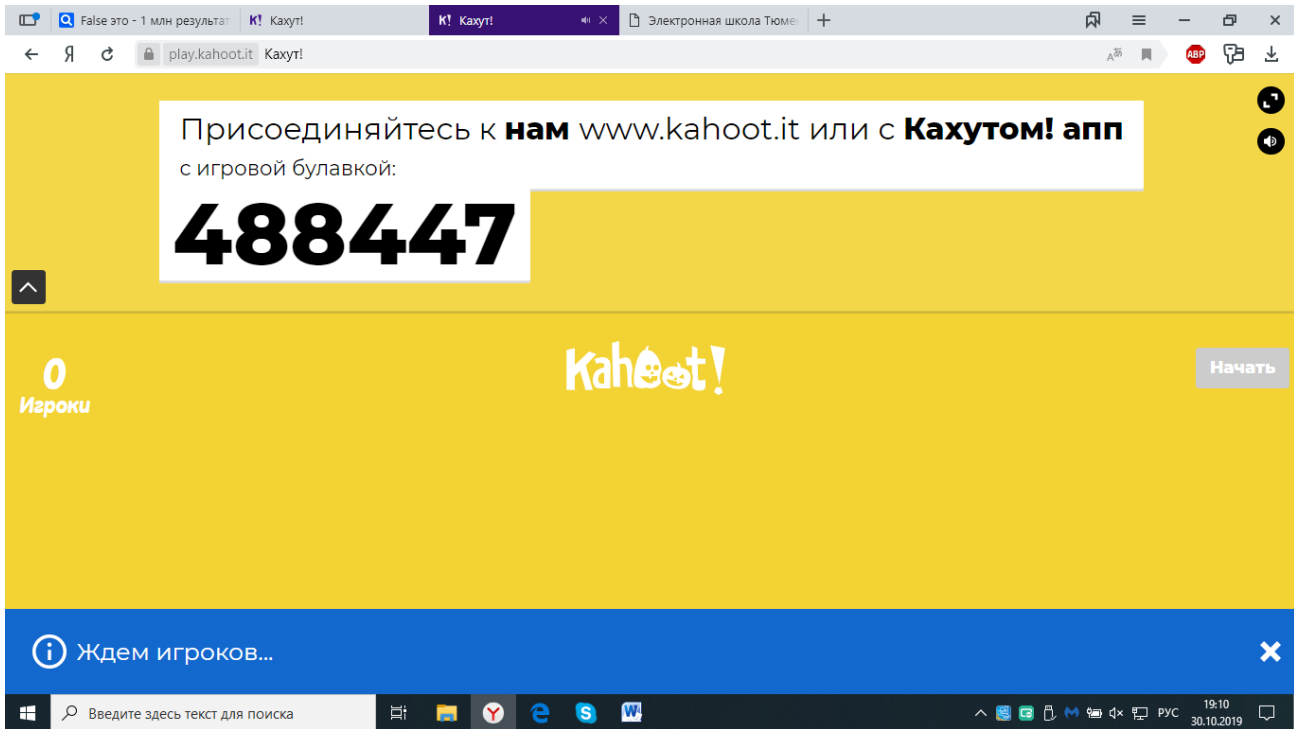 False это - 1 млн результат
K! Кахут!
K! Кахут!
Электронная школа Тюме
Я
play.kahoot.it Кахут!
ABP
Присоединяйтесь к нам www.kahoot.it или с Кахутом! апп
с игровой булавкой:
488447
0
Игроки
Kahoot!
Начать
Ждем игроков...
Введите здесь текст для поиска
РУС
19:10
30.10.2019